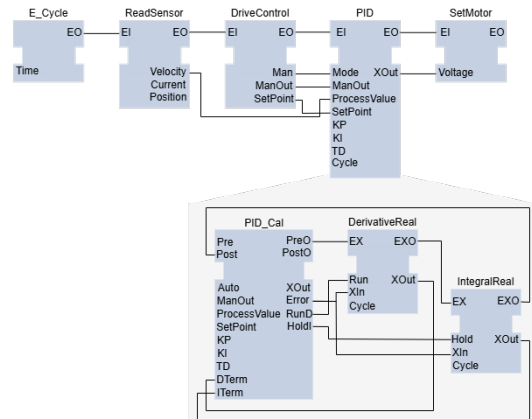 E_Cycle
EO
Time
ReadSensor
EI EO
Velocity
Current
Position
DriveControl
EI EO
Man
ManOut
SetPoint
PID
EI EO
Mode XOut
ManOut
ProcessValue
SetPoint
KP
KI
TD
Cycle
SetMotor
EI EO
Voltage
PID_Cal
Pre PreO
Post PostO
Auto XOut
ManOut Error
ProcessValue RunD
SetPoint HoldI
KP
KI
TD
DTerm
ITerm
DerivativeReal
EX EXO
Run XOut
XIn
Cycle
IntegralReal
EX EXO
Hold XOut
XIn
Cycle